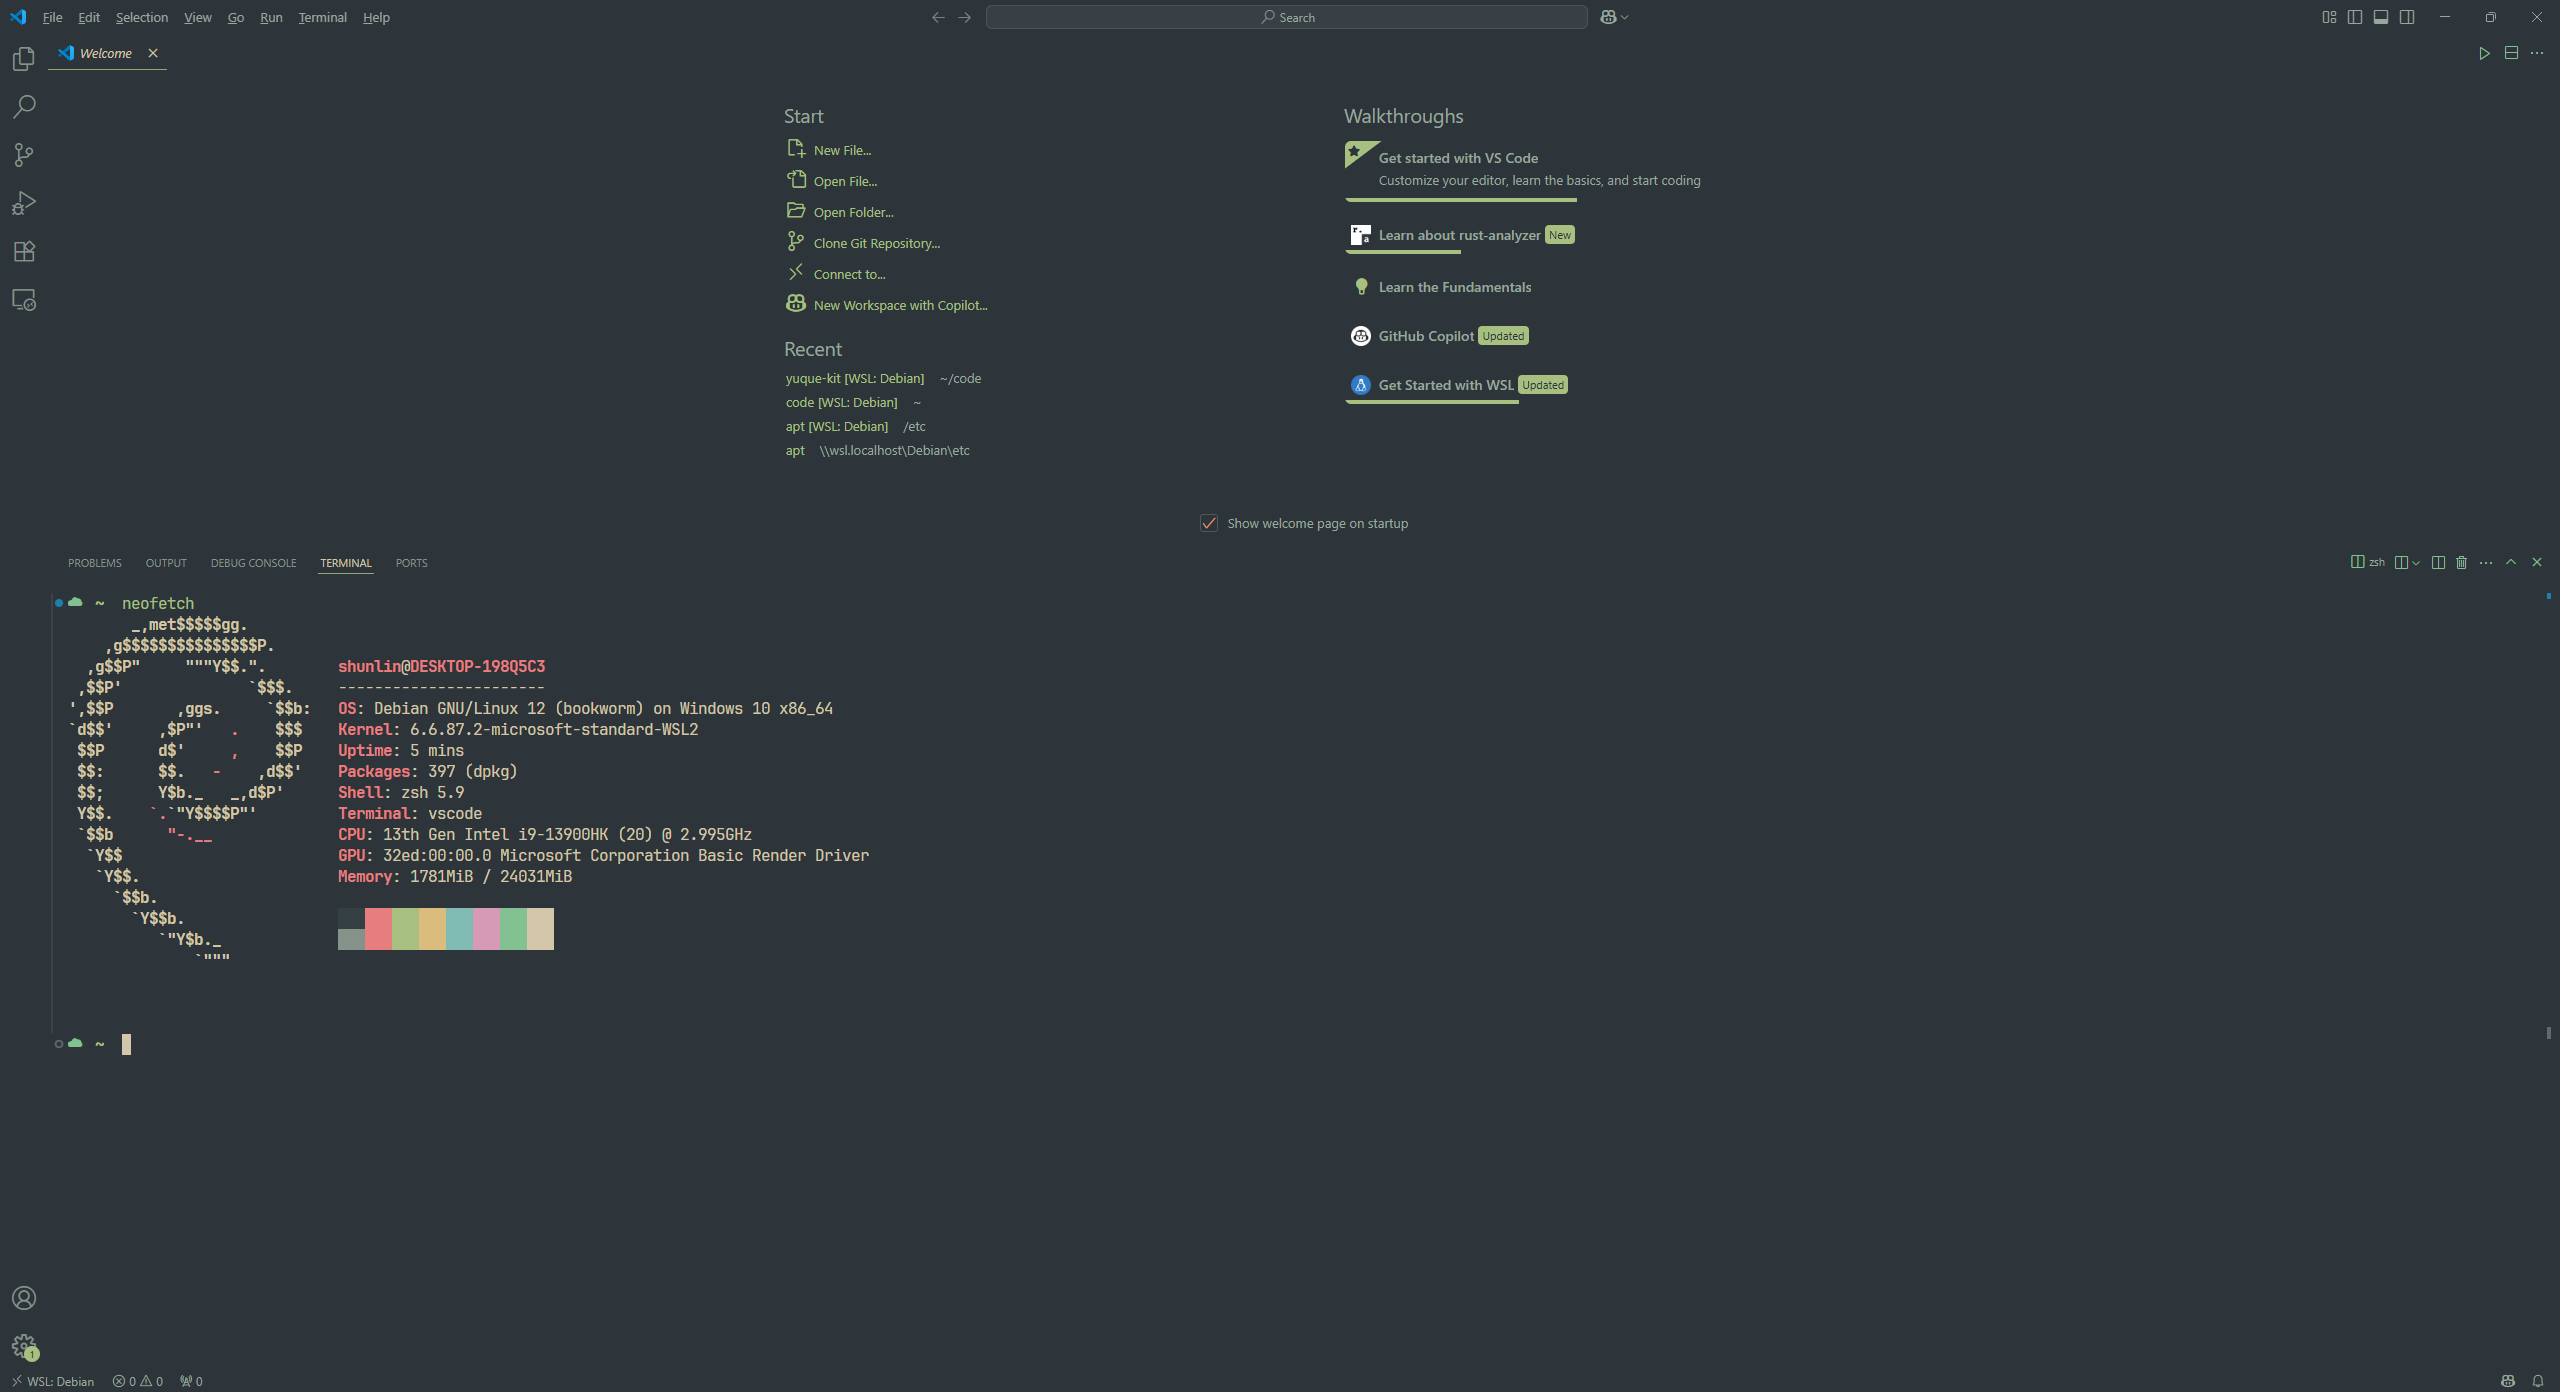 File Edit Selection View Go Run Terminal Help
Search
Welcome
Start
New File...
Open File...
Open Folder...
Clone Git Repository...
Connect to...
New Workspace with Copilot...
Recent
yuque-kit [WSL: Debian] ~/code
code [WSL: Debian] ~
apt [WSL: Debian] /etc
apt \\wsl.localhost\Debian\etc
Walkthroughs
Get started with VS Code
Customize your editor, learn the basics, and start coding
Learn about rust-analyzer New
Learn the Fundamentals
GitHub Copilot Updated
Get Started with WSL Updated
Show welcome page on startup
PROBLEMS OUTPUT DEBUG CONSOLE TERMINAL PORTS
zsh
~ neofetch
       _,met$$$$$gg.
    ,g$$$$$$$$$$$$$$$P.
  ,g$$P"     """Y$$.".        shunlin@DESKTOP-198Q5C3
 ,$$P'              `$$$.     -----------------------
',$$P       ,ggs.     `$$b:   OS: Debian GNU/Linux 12 (bookworm) on Windows 10 x86_64
`d$$'     ,$P"'   .    $$$    Kernel: 6.6.87.2-microsoft-standard-WSL2
 $$P      d$'     ,    $$P    Uptime: 5 mins
 $$:      $$.   -    ,d$$'    Packages: 397 (dpkg)
 $$;      Y$b._   _,d$P'      Shell: zsh 5.9
 Y$$.    `.`"Y$$$$P"'         Terminal: vscode
 `$$b      "-.__              CPU: 13th Gen Intel i9-13900HK (20) @ 2.995GHz
  `Y$$                        GPU: 32ed:00:00.0 Microsoft Corporation Basic Render Driver
   `Y$$.                      Memory: 1781MiB / 24031MiB
     `$$b.
       `Y$$b.
          `"Y$b._
              `"""
~
1
WSL: Debian 0 0 0